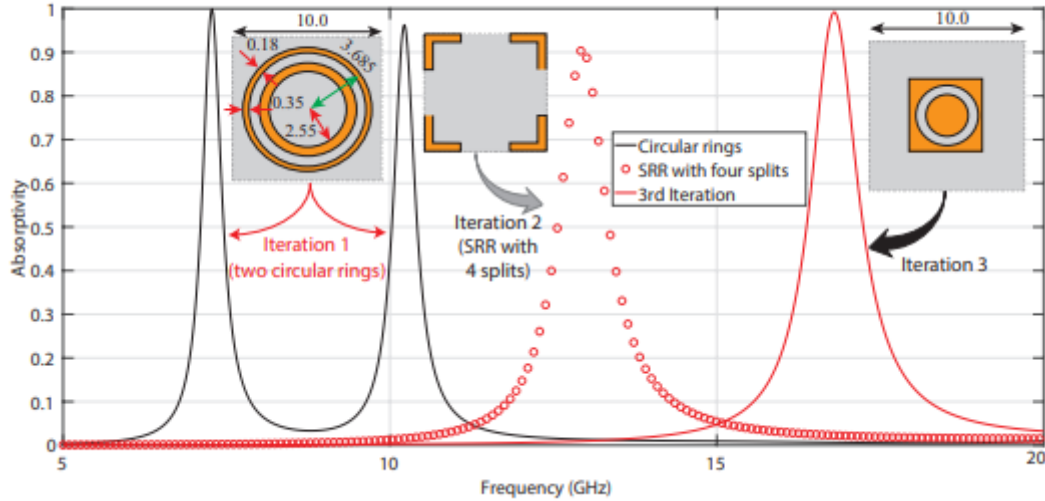 10.0
0.18
3.685
0.35
2.55
Iteration 1
(two circular rings)
Iteration 2
(SRR with
4 splits)
Circular rings
SRR with four splits
3rd Iteration
10.0
Iteration 3
Absorptivity
1
0.9
0.8
0.7
0.6
0.5
0.4
0.3
0.2
0.1
0
5
10
15
20
Frequency (GHz)